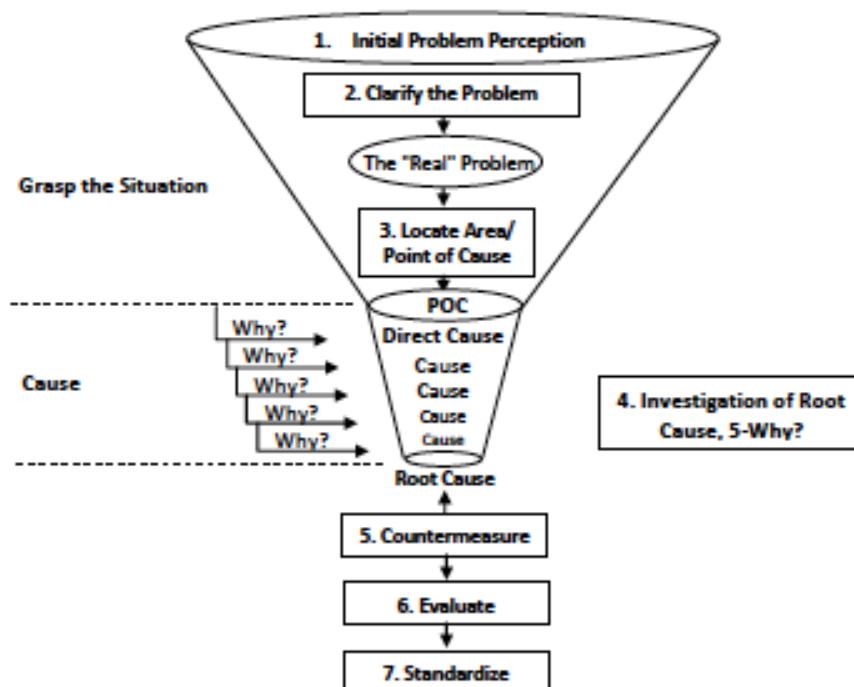 1. Initial Problem Perception
2. Clarify the Problem
The "Real" Problem
Grasp the Situation
3. Locate Area/
Point of Cause
POC
Direct Cause
Cause
Cause
Cause
Cause
Why?
Why?
Why?
Why?
Why?
Cause
4. Investigation of Root
Cause, 5-Why?
Root Cause
5. Countermeasure
6. Evaluate
7. Standardize